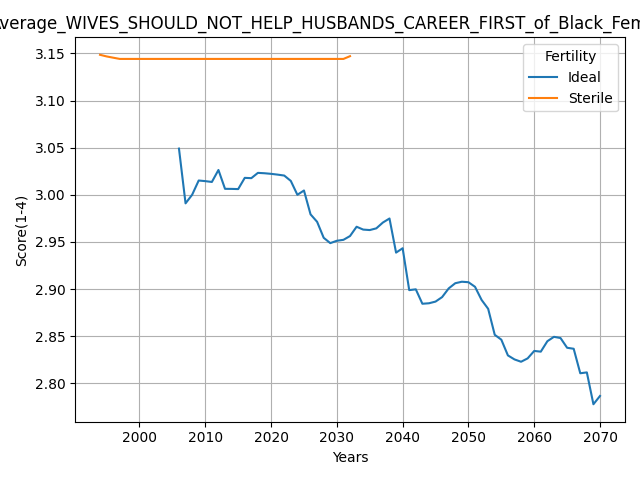 verage_WIVES_SHOULD_NOT_HELP_HUSBANDS_CAREER_FIRST_of_Black_Fem
Fertility
Ideal
Sterile
Score(1-4)
3.15
3.10
3.05
3.00
2.95
2.90
2.85
2.80
2000 2010 2020 2030 2040 2050 2060 2070
Years